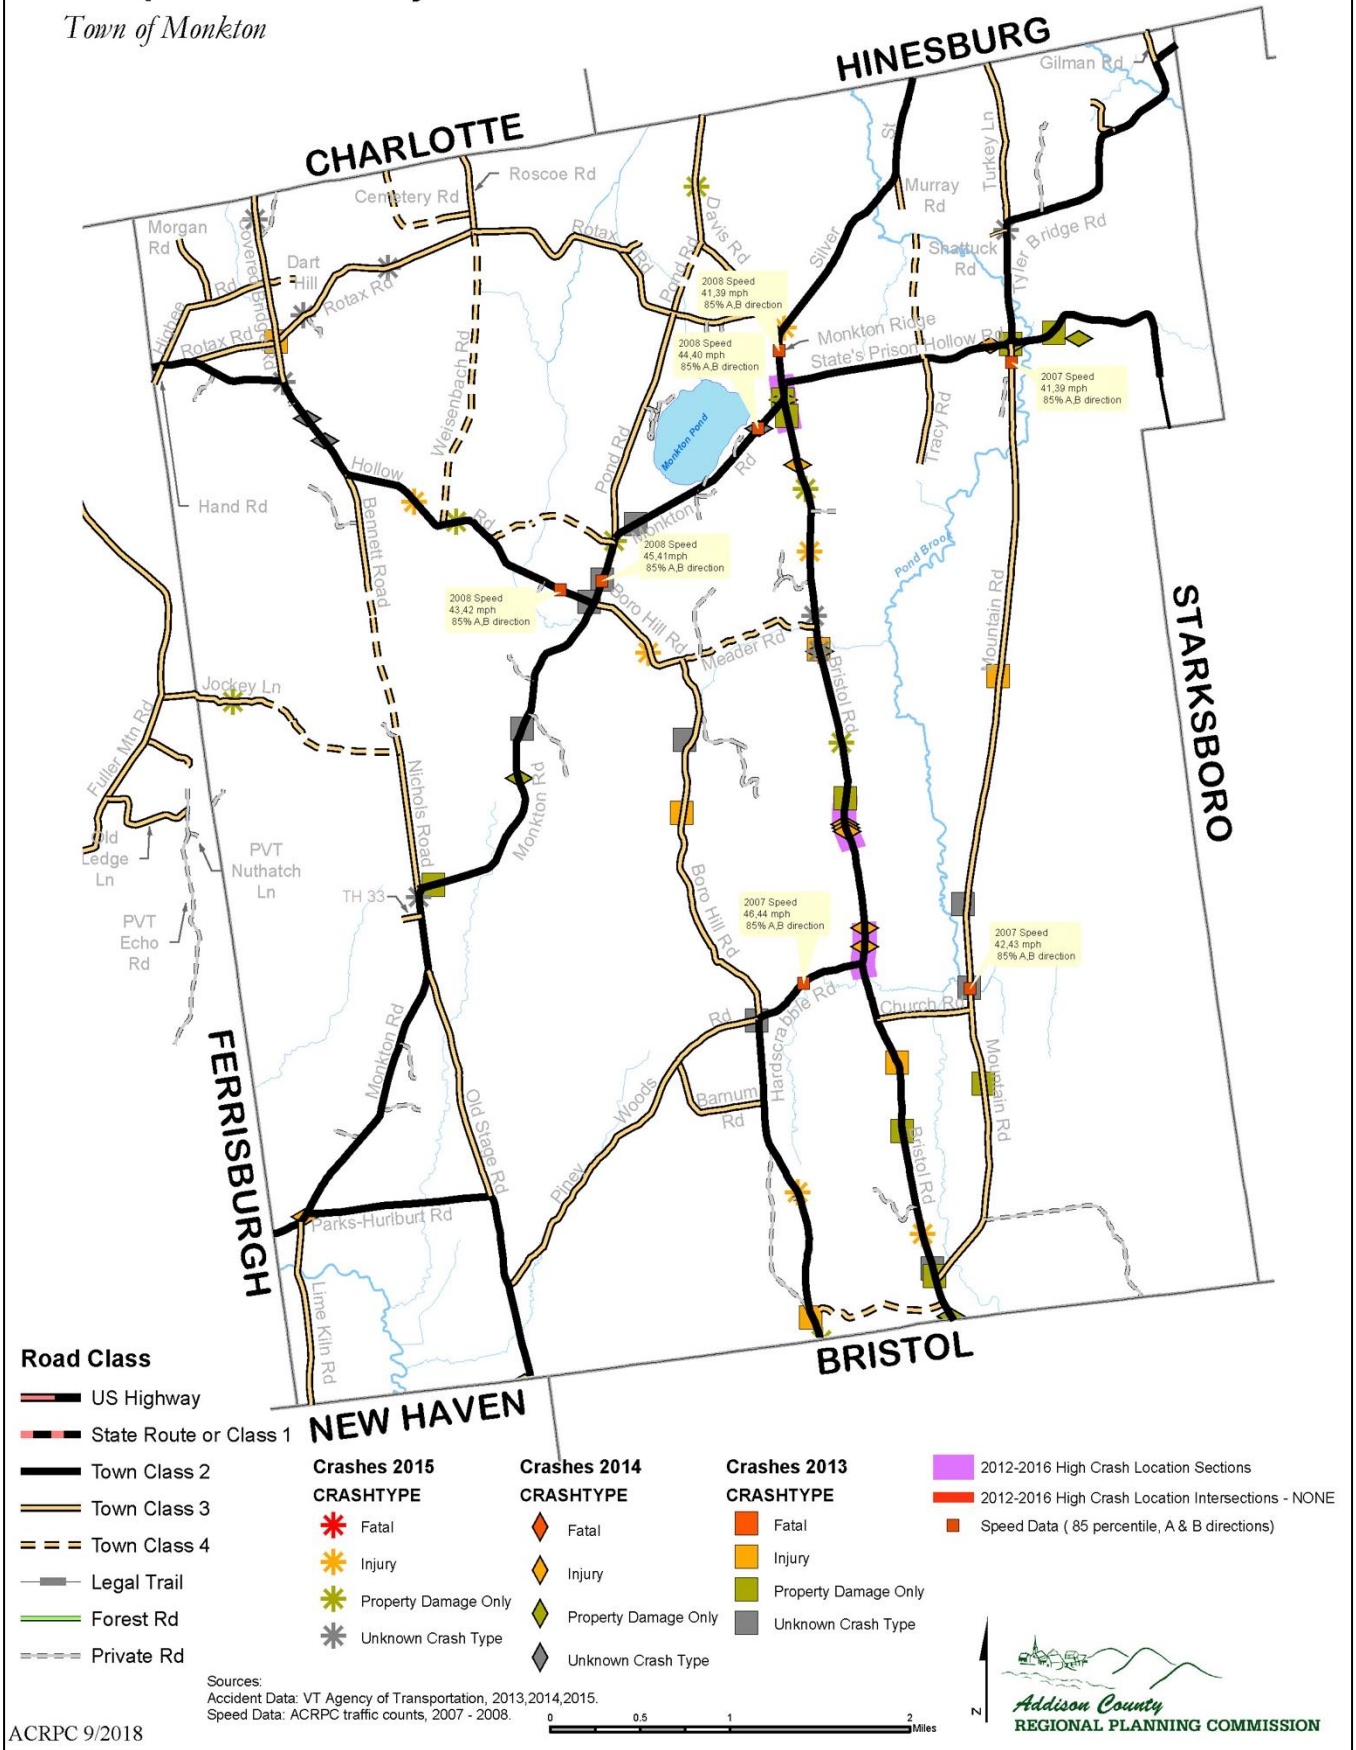 Town of Monkton
HINESBURG
Gilman Rd
CHARLOTTE
Roscoe Rd
Cemetery Rd
St
Turkey Ln
Murray
Rd
Morgan
Rd
Covered Bridge Rd
Davis Rd
Rotax
Rd
Pond Rd
Silver
Shattuck
Rd
Tyler Bridge Rd
Dart
Hill
Rd
Rotax Rd
Higbee
Rotax Rd
2008 Speed
41,39 mph
85% A,B direction
Monkton Ridge
State's Prison Hollow Rd
2008 Speed
44,40 mph
85% A,B direction
2007 Speed
41,39 mph
85% A,B direction
Weisenbach Rd
Monkton Pond
Tracy Rd
Hand Rd
Hollow
Rd
Pond Rd
Rd
Monkton
Bennett Road
Pond Brook
2008 Speed
45,41mph
85% A,B direction
2008 Speed
43,42 mph
85% A,B direction
Boro Hill Rd
Meader Rd
Mountain Rd
STARKSBORO
Bristol Rd
Jockey Ln
Fuller Mtn Rd
Nichols Road
Monkton Rd
Old
Ledge
Ln
PVT
Nuthatch
Ln
TH 33
PVT
Echo
Rd
Boro Hill Rd
2007 Speed
46,44 mph
85% A,B direction
2007 Speed
42,43 mph
85% A,B direction
Church Rd
Hardscrabble Rd
Rd
Monkton Rd
FERRISBURGH
Old Stage Rd
Woods
Barnum
Rd
Mountain Rd
Bristol Rd
Piney
Parks-Hurlburt Rd
Lime Kiln Rd
BRISTOL
NEW HAVEN
Road Class
US Highway
State Route or Class 1
Town Class 2
Town Class 3
Town Class 4
Legal Trail
Forest Rd
Private Rd
Crashes 2015
CRASHTYPE
Fatal
Injury
Property Damage Only
Unknown Crash Type
Crashes 2014
CRASHTYPE
Fatal
Injury
Property Damage Only
Unknown Crash Type
Crashes 2013
CRASHTYPE
Fatal
Injury
Property Damage Only
Unknown Crash Type
2012-2016 High Crash Location Sections
2012-2016 High Crash Location Intersections - NONE
Speed Data ( 85 percentile, A & B directions)
Sources:
Accident Data: VT Agency of Transportation, 2013,2014,2015.
Speed Data: ACRPC traffic counts, 2007 - 2008.
0 0.5 1 2
Miles
N
Addison County
REGIONAL PLANNING COMMISSION
ACRPC 9/2018